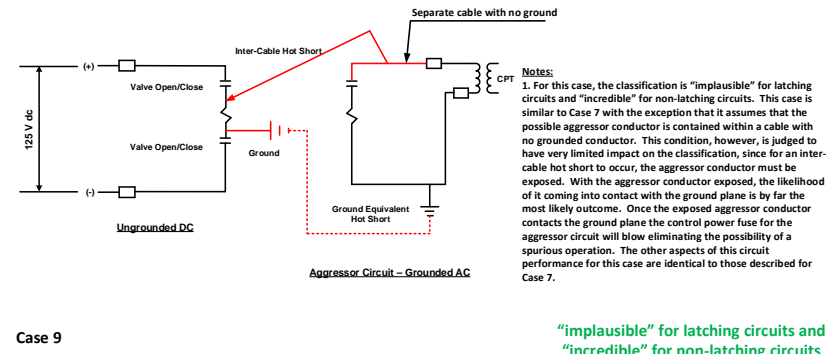 Separate cable with no ground
Inter-Cable Hot Short
(+)
Valve Open/Close
CPT
125 V dc
Valve Open/Close
Ground
(-)
Ground Equivalent
Hot Short
Ungrounded DC
Aggressor Circuit – Grounded AC
Notes:
1. For this case, the classification is “implausible” for latching
circuits and “incredible” for non-latching circuits. This case is
similar to Case 7 with the exception that it assumes that the
possible aggressor conductor is contained within a cable with
no grounded conductor. This condition, however, is judged to
have very limited impact on the classification, since for an inter-
cable hot short to occur, the aggressor conductor must be
exposed. With the aggressor conductor exposed, the likelihood
of it coming into contact with the ground plane is by far the
most likely outcome. Once the exposed aggressor conductor
contacts the ground plane the control power fuse for the
aggressor circuit will blow eliminating the possibility of a
spurious operation. The other aspects of this circuit
performance for this case are identical to those described for
Case 7.
Case 9
“implausible” for latching circuits and
“incredible” for non-latching circuits